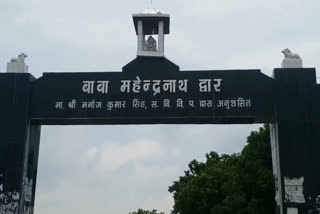 बाबा महेन्द्रनाथ द्वार
मा. श्री मनोज कुमार सिंह, स. वि. वि. प. द्वारा अनुशंसित